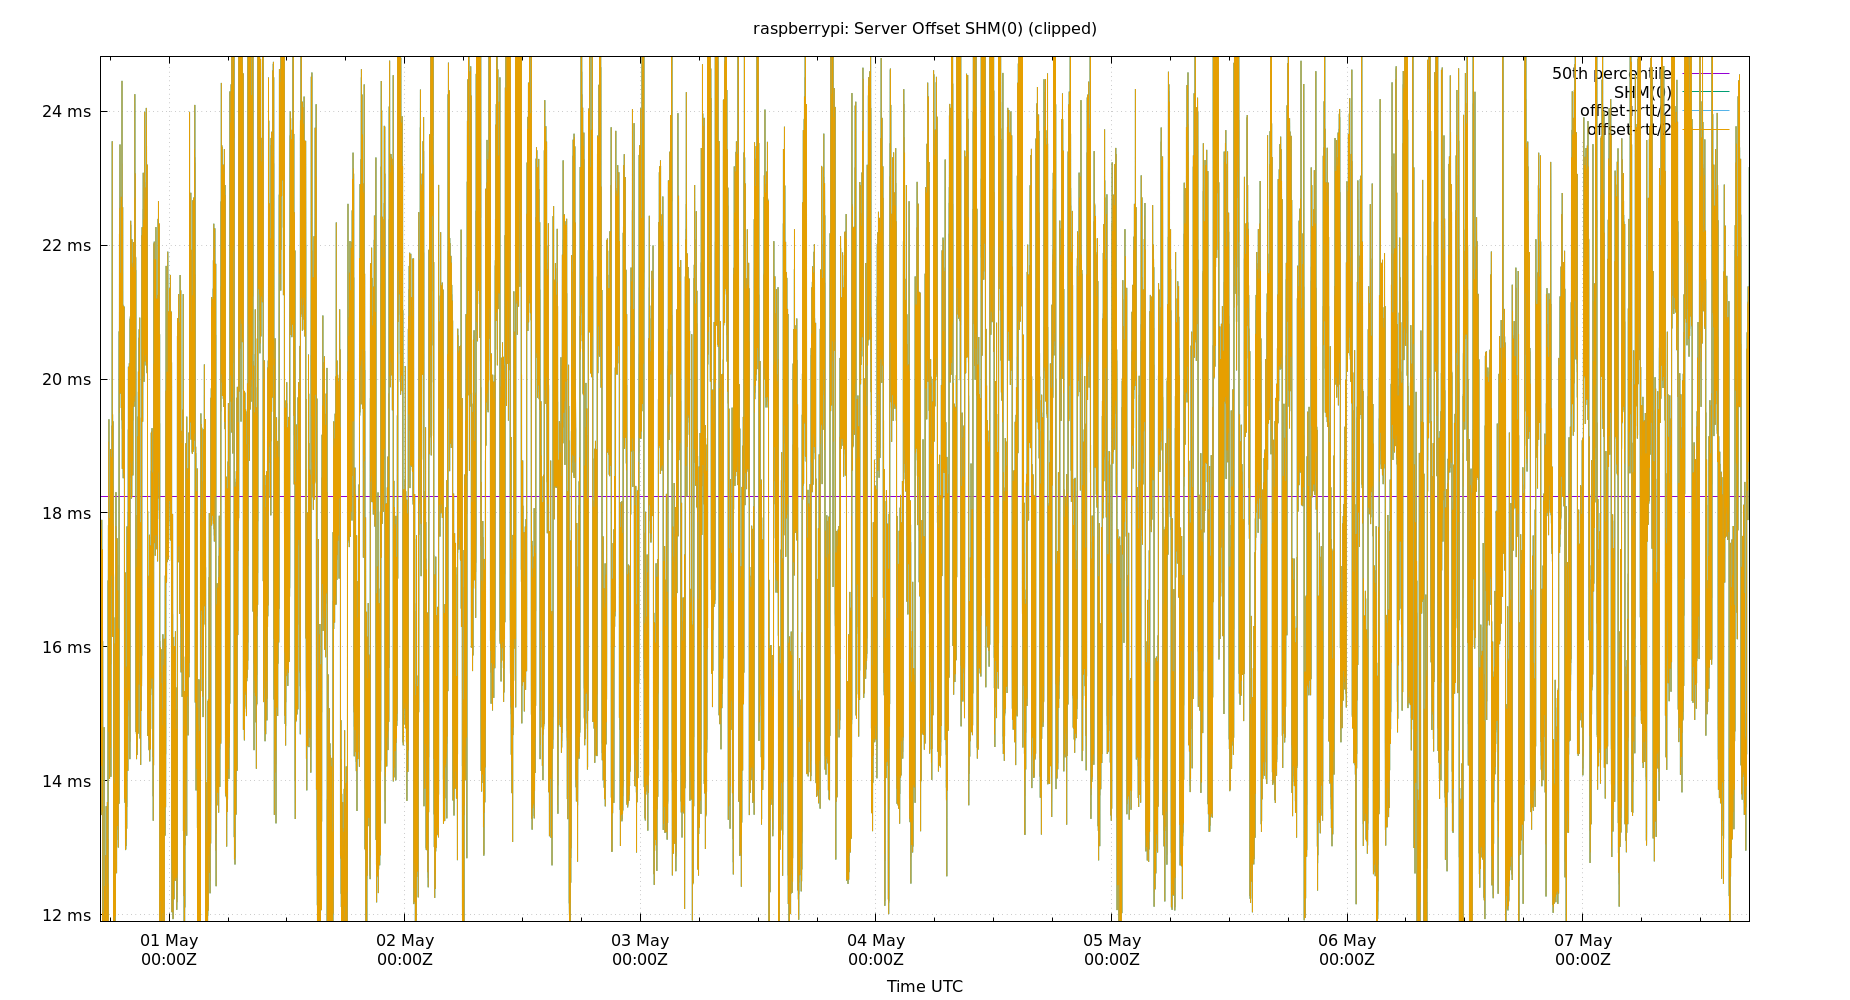 raspberrypi: Server Offset SHM(0) (clipped)
50th percentile
SHM(0)
offset+rtt/2
offset-rtt/2
24 ms
22 ms
20 ms
18 ms
16 ms
14 ms
12 ms
01 May 02 May 03 May 04 May 05 May 06 May 07 May
00:00Z 00:00Z 00:00Z 00:00Z 00:00Z 00:00Z 00:00Z
Time UTC